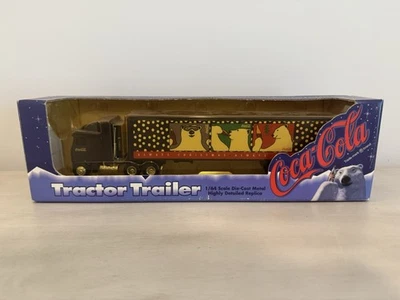 Tractor Trailer
1/64 Scale Die-Cast Metal
Highly Detailed Replica
Coca-Cola